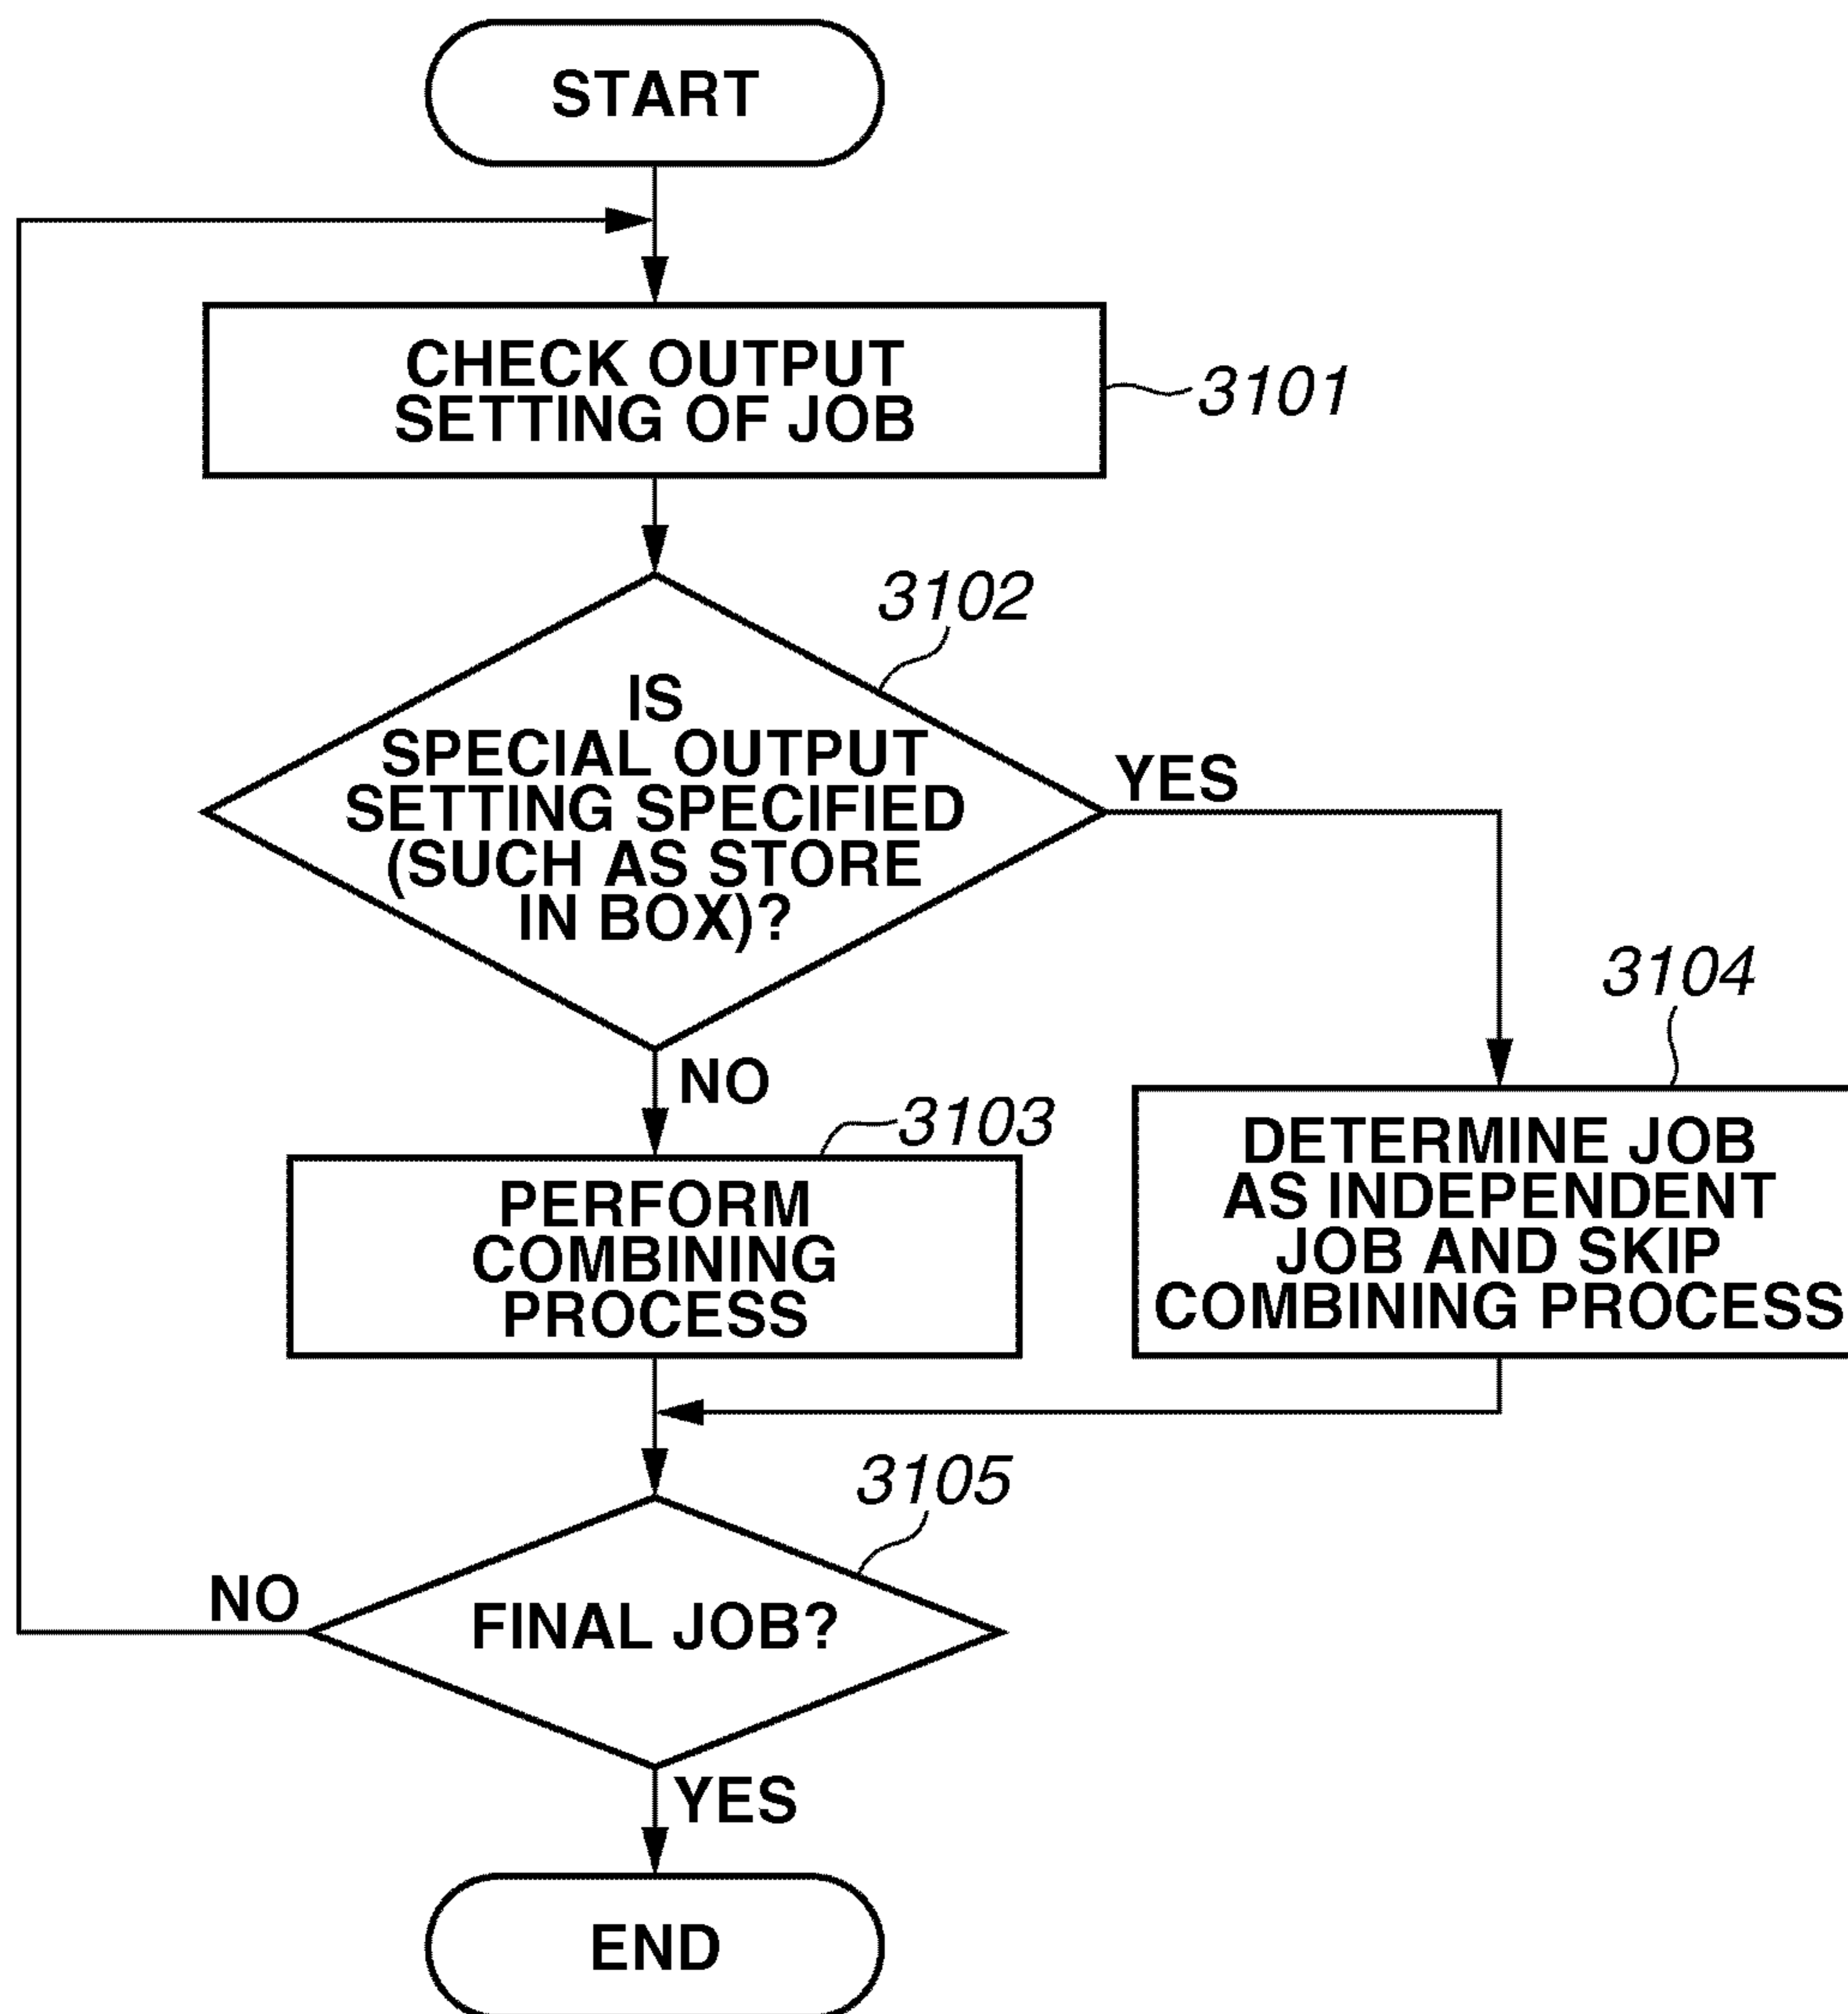 START
CHECK OUTPUT
SETTING OF JOB
3101
3102
IS
SPECIAL OUTPUT
SETTING SPECIFIED
(SUCH AS STORE
IN BOX)?
YES
NO
3103
PERFORM
COMBINING
PROCESS
3104
DETERMINE JOB
AS INDEPENDENT
JOB AND SKIP
COMBINING PROCESS
3105
FINAL JOB?
NO
YES
END